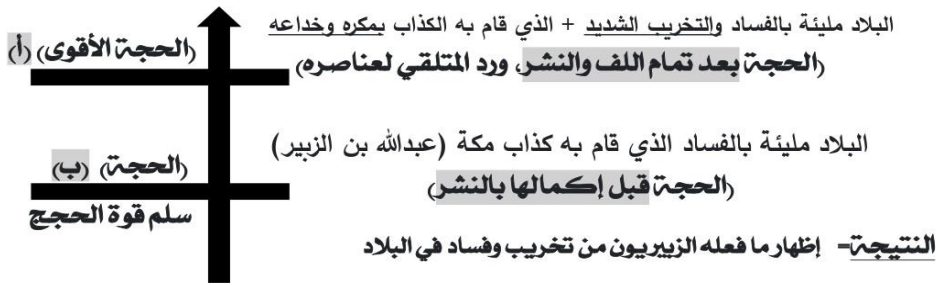 البلاد مليئة بالفساد والتخريب الشديد + الذي قام به الكذاب بمكره وخداعه
(الحجة بعد تمام اللف والنشر، ورد المتلقي لعناصره)
(الحجة الأقوى) (أ)
البلاد مليئة بالفساد الذي قام به كذاب مكة (عبدالله بن الزبير)
(الحجة قبل إكمالها بالنشر)
(الحجة) (ب)
سلم قوة الحجج
النتيجة- إظهار ما فعله الزبيريون من تخريب وفساد في البلاد